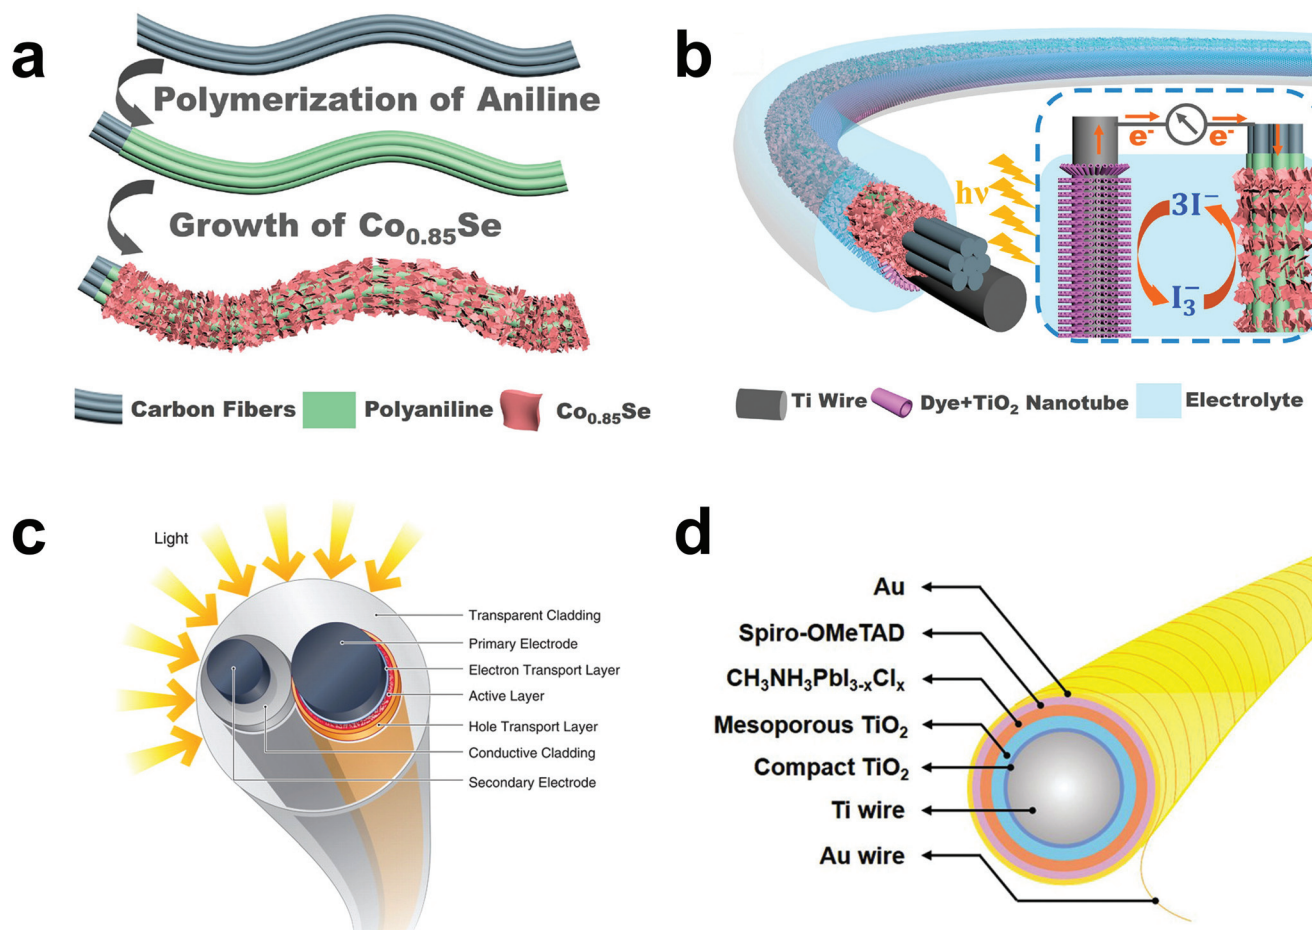 a
Polymerization of Aniline
Growth of Co₀.₈₅Se
Carbon Fibers
Polyaniline
Co₀.₈₅Se
b
hν
e⁻
e⁻
3I⁻
I₃⁻
Ti Wire
Dye+TiO₂ Nanotube
Electrolyte
c
Light
Transparent Cladding
Primary Electrode
Electron Transport Layer
Active Layer
Hole Transport Layer
Conductive Cladding
Secondary Electrode
d
Au
Spiro-OMeTAD
CH₃NH₃PbI₃₋ₓClₓ
Mesoporous TiO₂
Compact TiO₂
Ti wire
Au wire